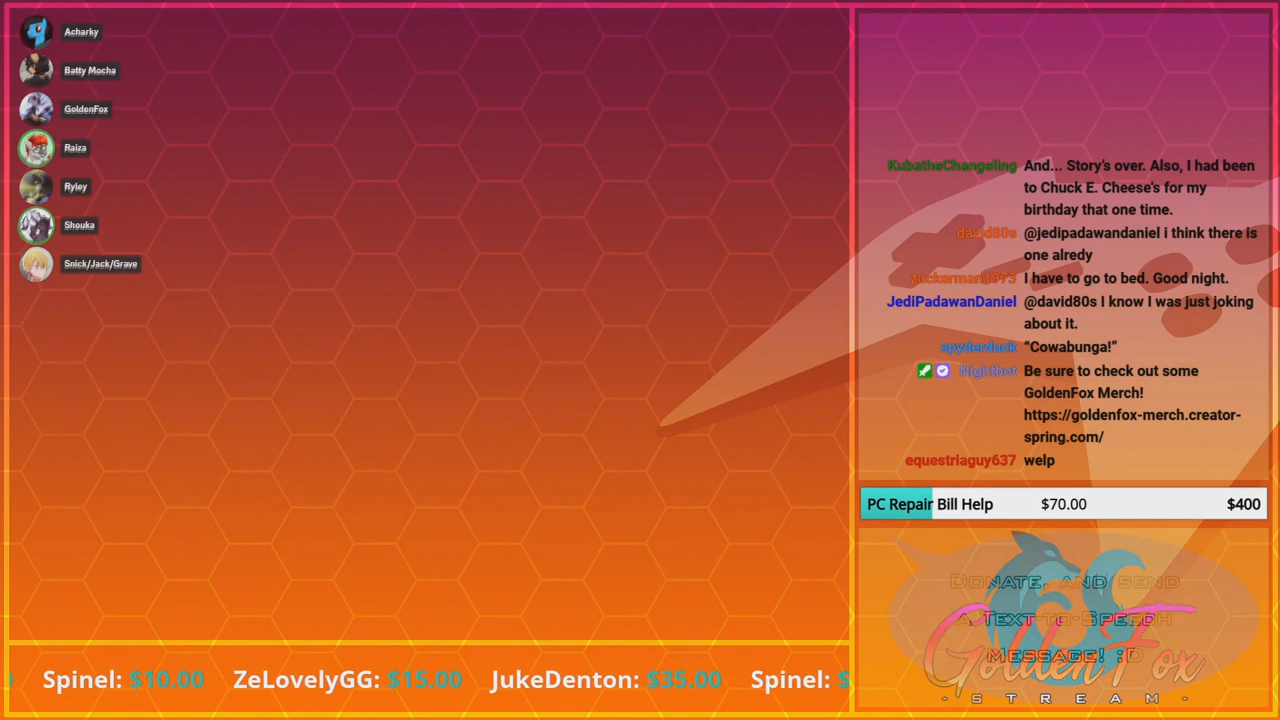 Acharky
Batty Mocha
GoldenFox
Raiza
Ryley
Shouka
Snick/Jack/Grave
KubatheChangeling And... Story's over. Also, I had been
to Chuck E. Cheese's for my
birthday that one time.
david80s @jedipadawandaniel i think there is
one alredy
zuckerman1973 I have to go to bed. Good night.
JediPadawanDaniel @david80s I know I was just joking
about it.
spyderduck “Cowabunga!”
Nightbot Be sure to check out some
GoldenFox Merch!
https://goldenfox-merch.creator-
spring.com/
equestriaguy637 welp
PC Repair Bill Help $70.00 $400
Donate, and send
a Text-to-Speech
Message! :D
GoldenFox
- S T R E A M -
Spinel: $10.00 ZeLovelyGG: $15.00 JukeDenton: $35.00 Spinel: $